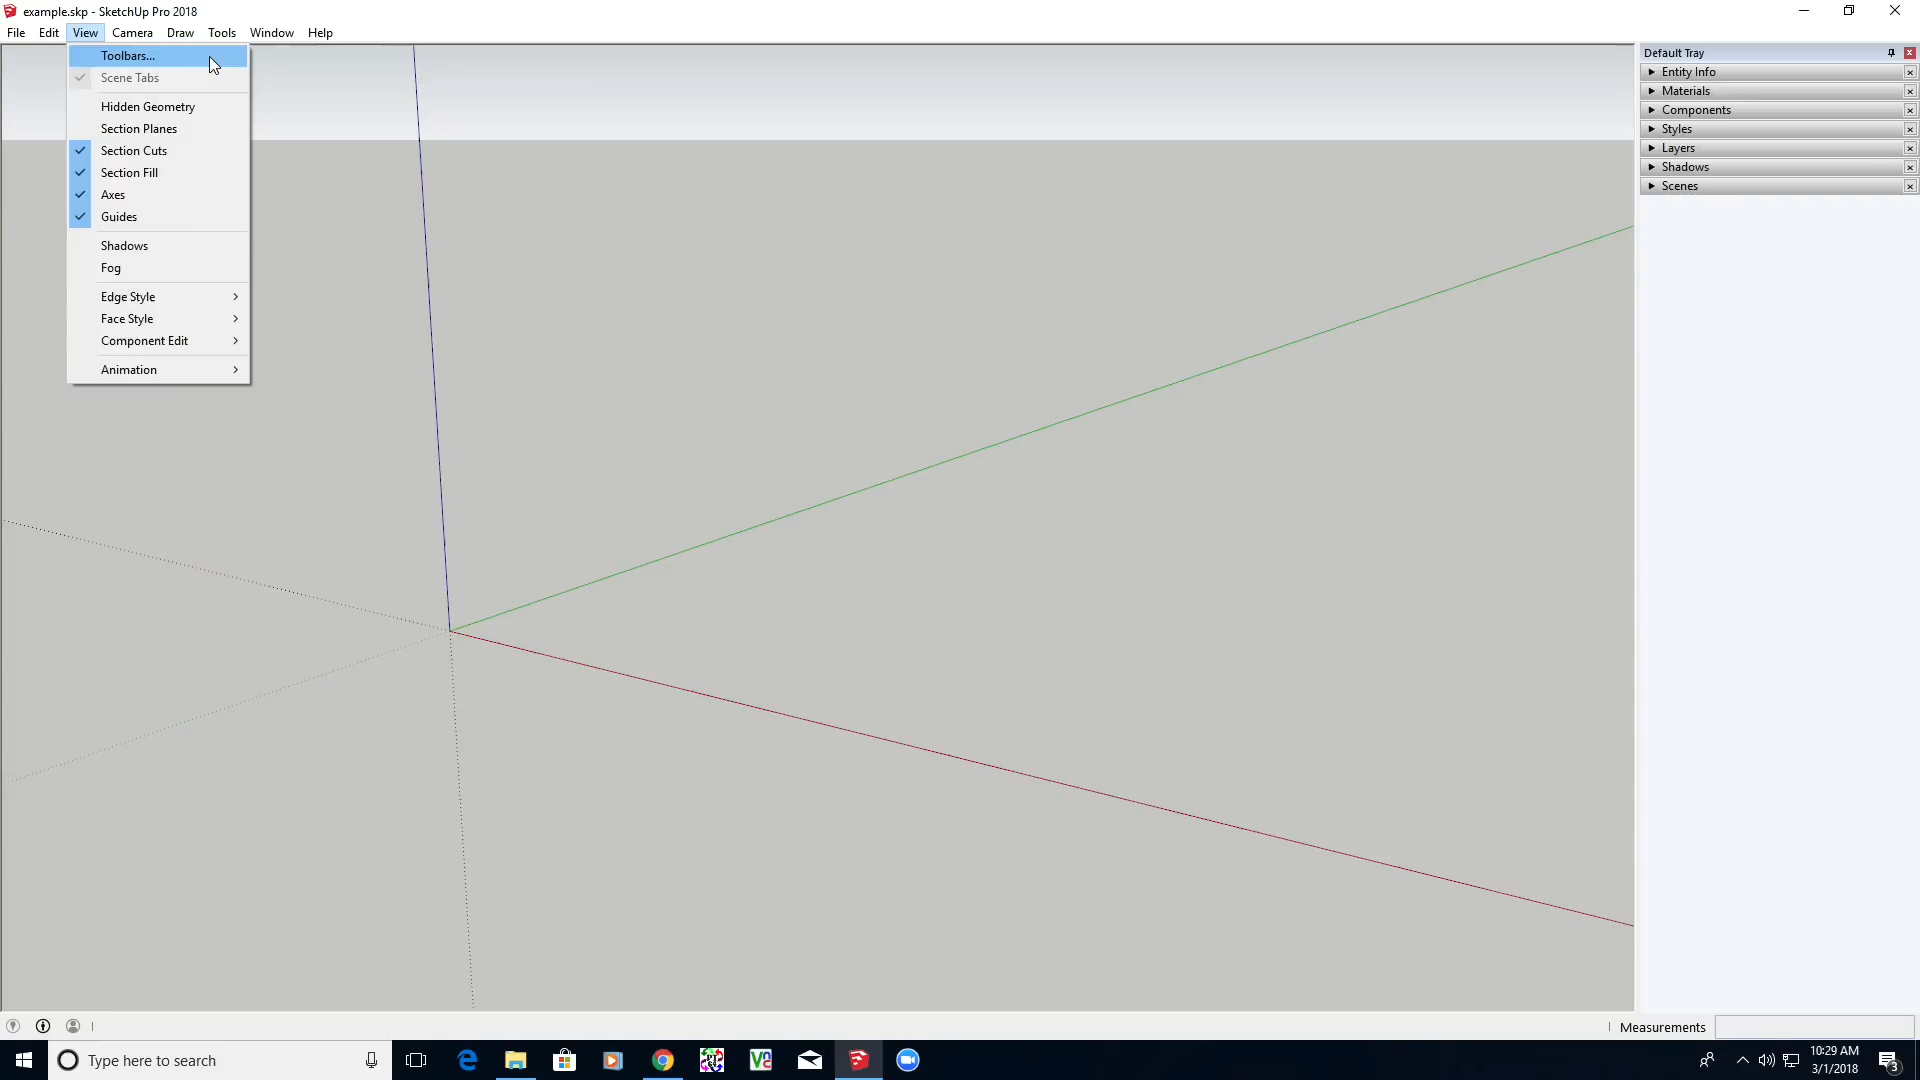 example.skp - SketchUp Pro 2018
File Edit View Camera Draw Tools Window Help
Toolbars...
Scene Tabs
Hidden Geometry
Section Planes
Section Cuts
Section Fill
Axes
Guides
Shadows
Fog
Edge Style
Face Style
Component Edit
Animation
Default Tray
Entity Info
Materials
Components
Styles
Layers
Shadows
Scenes
Measurements
Type here to search
10:29 AM
3/1/2018
3